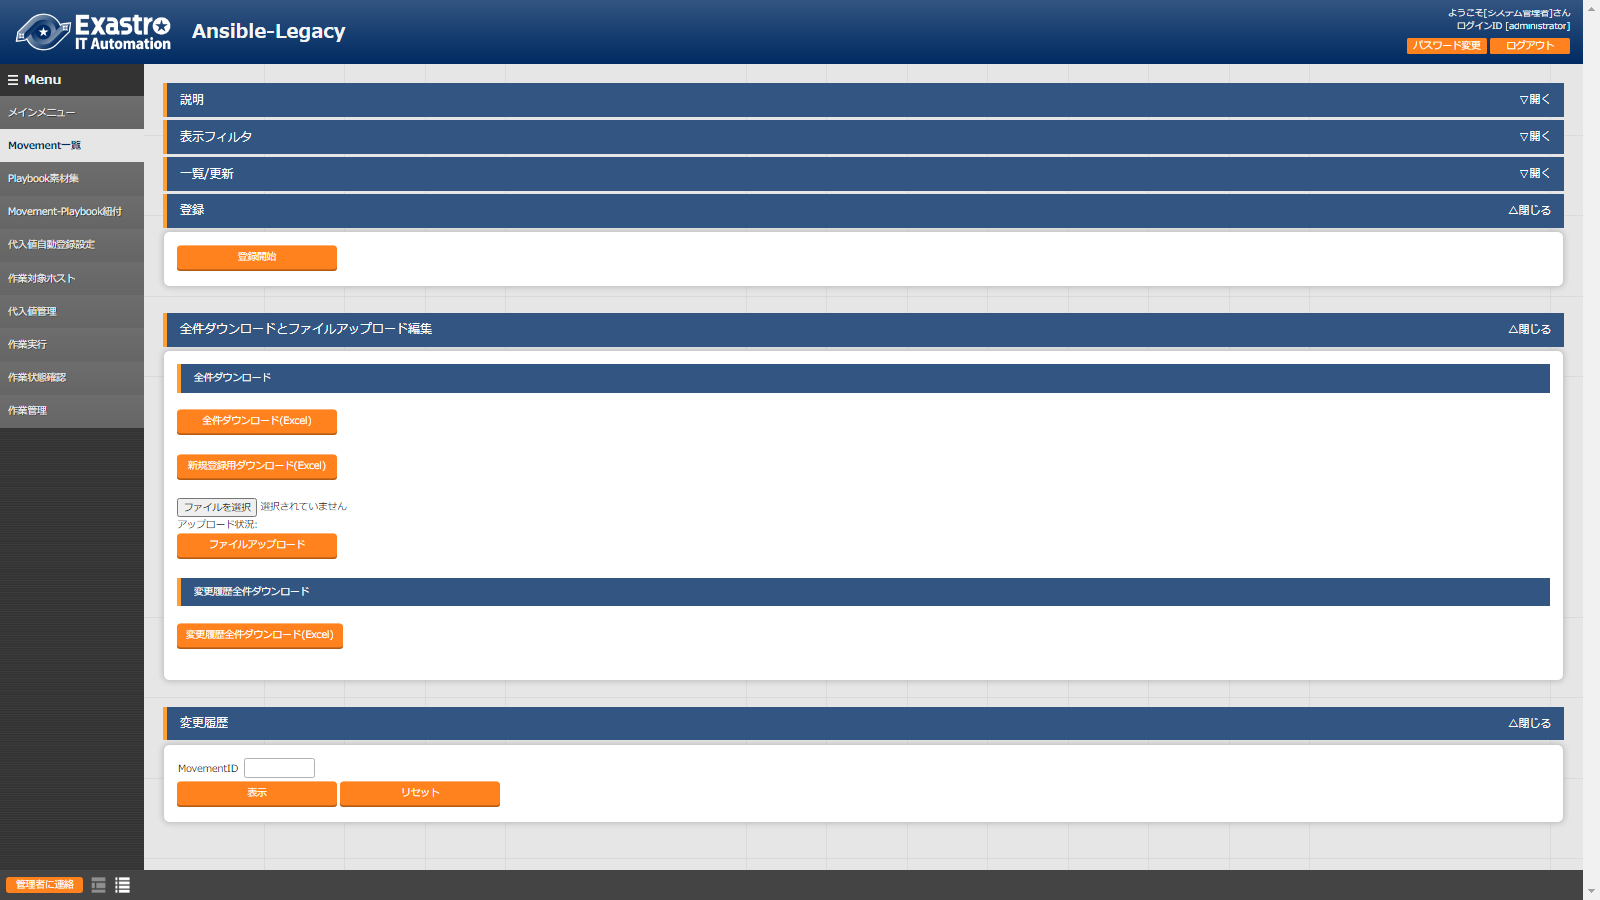 Exastro
IT Automation
Ansible-Legacy
ようこそ[システム管理者]さん
ログインID [administrator]
パスワード変更
ログアウト
Menu
メインメニュー
Movement一覧
Playbook素材集
Movement-Playbook紐付
代入値自動登録設定
作業対象ホスト
代入値管理
作業実行
作業状態確認
作業管理
説明 ▽開く
表示フィルタ ▽開く
一覧/更新 ▽開く
登録 △閉じる
登録開始
全件ダウンロードとファイルアップロード編集 △閉じる
全件ダウンロード
全件ダウンロード(Excel)
新規登録用ダウンロード(Excel)
ファイルを選択 選択されていません
アップロード状況:
ファイルアップロード
変更履歴全件ダウンロード
変更履歴全件ダウンロード(Excel)
変更履歴 △閉じる
MovementID
表示 リセット
管理者に連絡